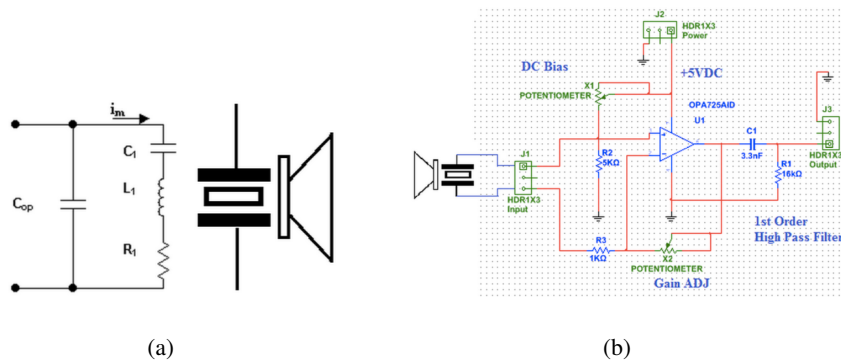 i_m
C_1
L_1
C_op
R_1
(a)
J2
HDR1X3
Power
DC Bias
+5VDC
X1
POTENTIOMETER
OPA725AID
U1
J3
J1
C1
3.3nF
HDR1X3
Output
R2
5KΩ
R1
16kΩ
HDR1X3
Input
R3
1KΩ
X2
POTENTIOMETER
1st Order
High Pass Filter
Gain ADJ
(b)